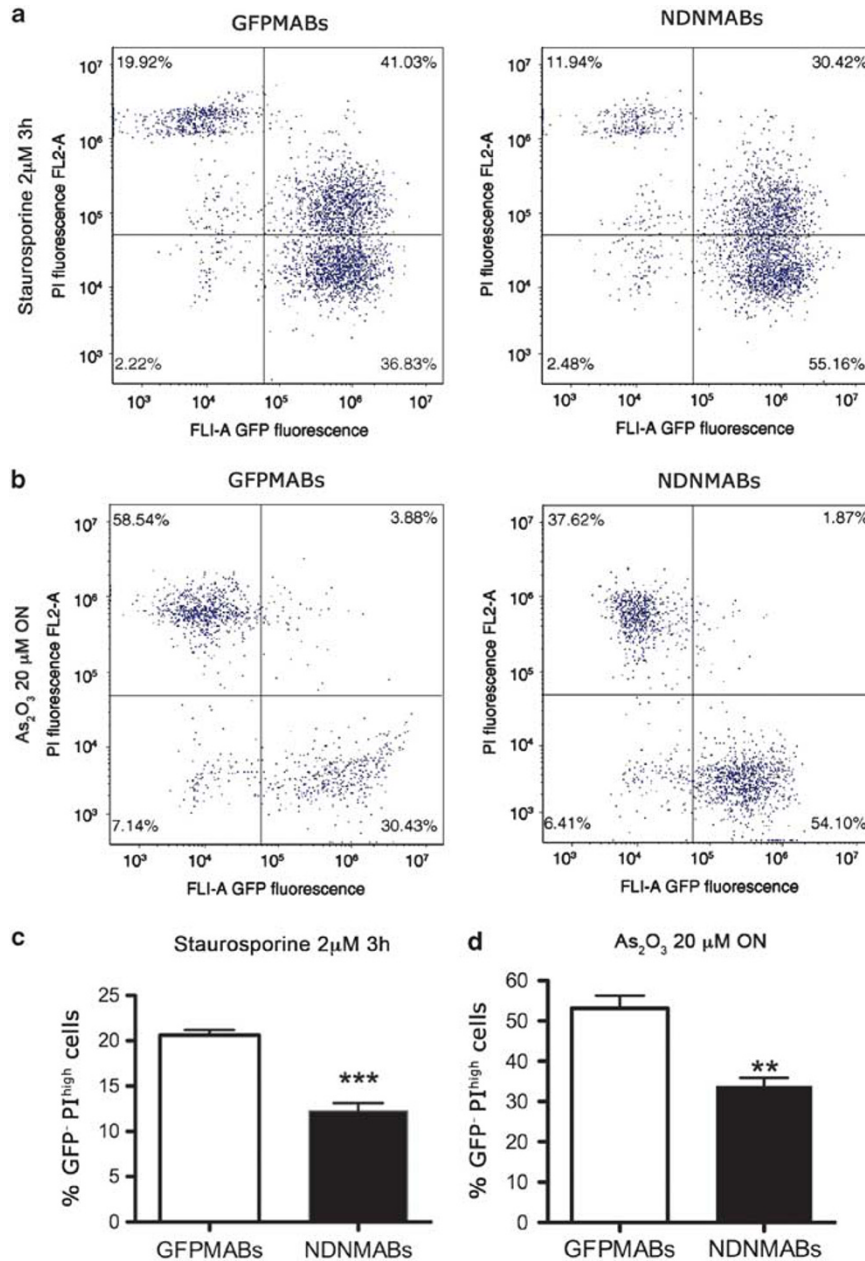 a
GFPMABs
NDNMABs
Staurosporine 2µM 3h
PI fluorescence FL2-A
10⁷
10⁶
10⁵
10⁴
10³
19.92%
41.03%
2.22%
36.83%
10³ 10⁴ 10⁵ 10⁶ 10⁷
FLI-A GFP fluorescence
PI fluorescence FL2-A
10⁷
10⁶
10⁵
10⁴
10³
11.94%
30.42%
2.48%
55.16%
10³ 10⁴ 10⁵ 10⁶ 10⁷
FLI-A GFP fluorescence
b
GFPMABs
NDNMABs
As₂O₃ 20 µM ON
PI fluorescence FL2-A
10⁷
10⁶
10⁵
10⁴
10³
58.54%
3.88%
7.14%
30.43%
10³ 10⁴ 10⁵ 10⁶ 10⁷
FLI-A GFP fluorescence
PI fluorescence FL2-A
10⁷
10⁶
10⁵
10⁴
10³
37.62%
1.87%
6.41%
54.10%
10³ 10⁴ 10⁵ 10⁶ 10⁷
FLI-A GFP fluorescence
c
Staurosporine 2µM 3h
% GFP⁻ PIʰⁱᵍʰ cells
25
20
15
10
5
0
***
GFPMABs NDNMABs
d
As₂O₃ 20 µM ON
% GFP⁻ PIʰⁱᵍʰ cells
60
50
40
30
20
10
0
**
GFPMABs NDNMABs